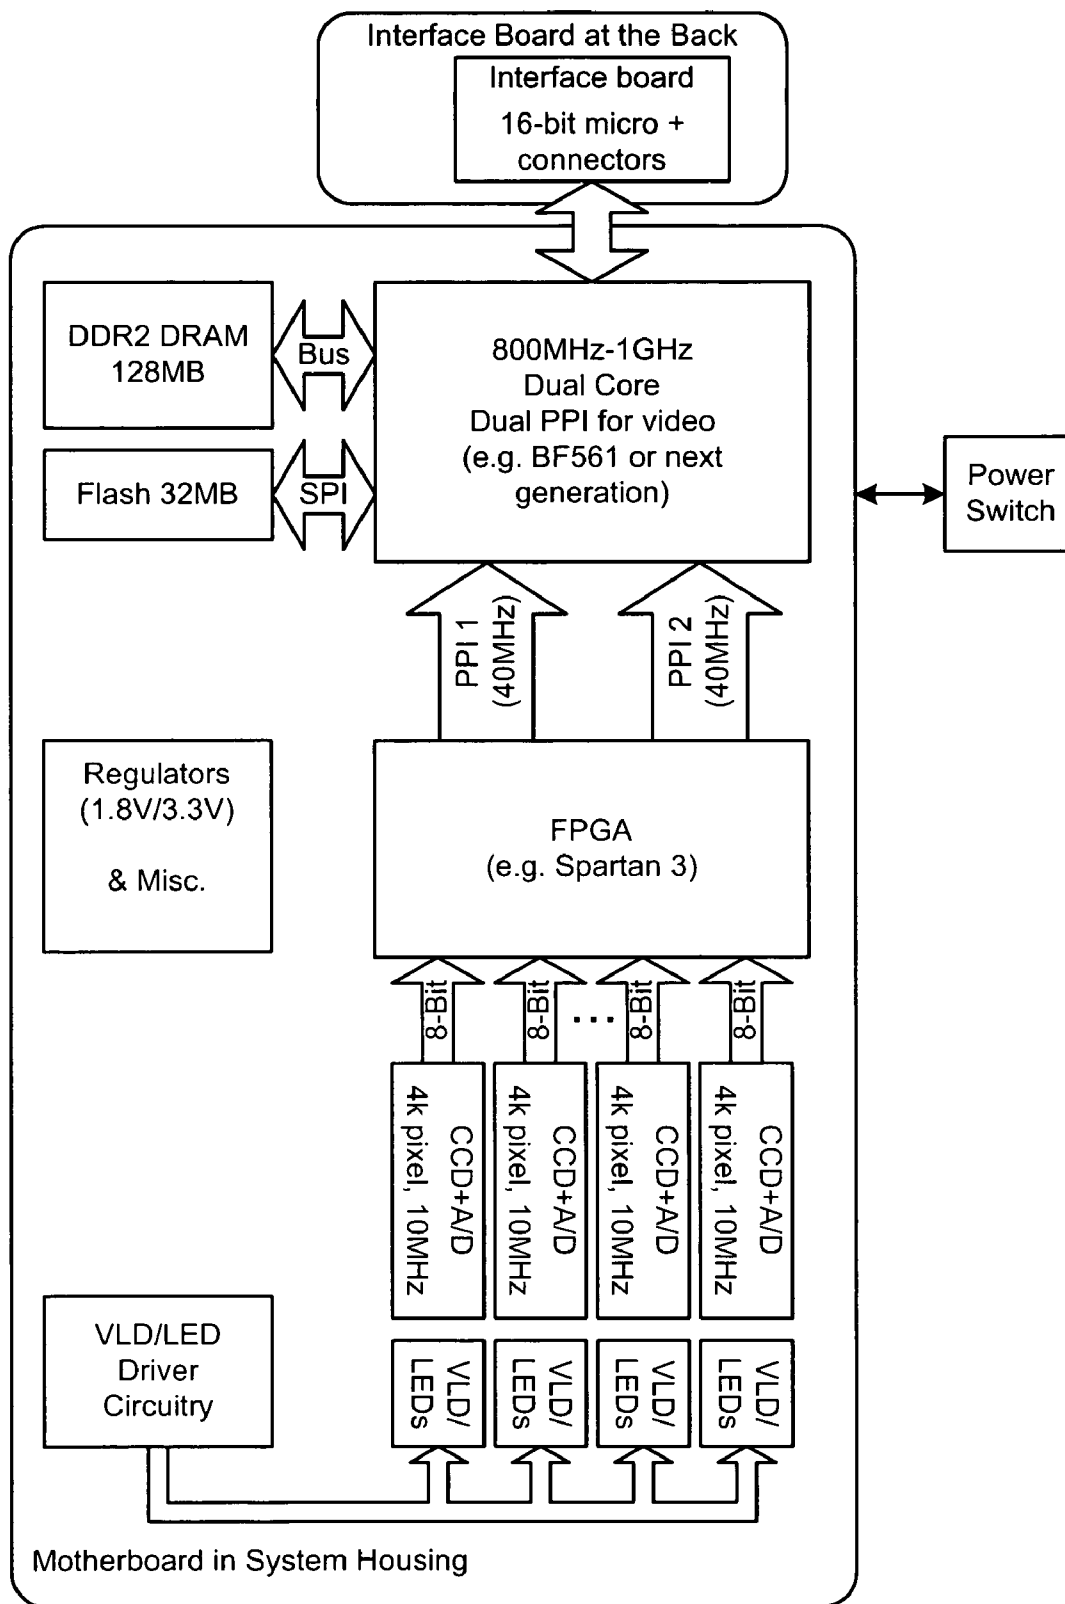 Interface Board at the Back
Interface board
16-bit micro +
connectors
DDR2 DRAM
128MB
Bus
800MHz-1GHz
Dual Core
Dual PPI for video
(e.g. BF561 or next
generation)
Flash 32MB
SPI
Power
Switch
PPI 1
(40MHz)
PPI 2
(40MHz)
Regulators
(1.8V/3.3V)
& Misc.
FPGA
(e.g. Spartan 3)
8-Bit
8-Bit
...
8-Bit
8-Bit
CCD+A/D
4k pixel, 10MHz
CCD+A/D
4k pixel, 10MHz
CCD+A/D
4k pixel, 10MHz
CCD+A/D
4k pixel, 10MHz
VLD/LED
Driver
Circuitry
VLD/
LEDs
VLD/
LEDs
VLD/
LEDs
VLD/
LEDs
Motherboard in System Housing